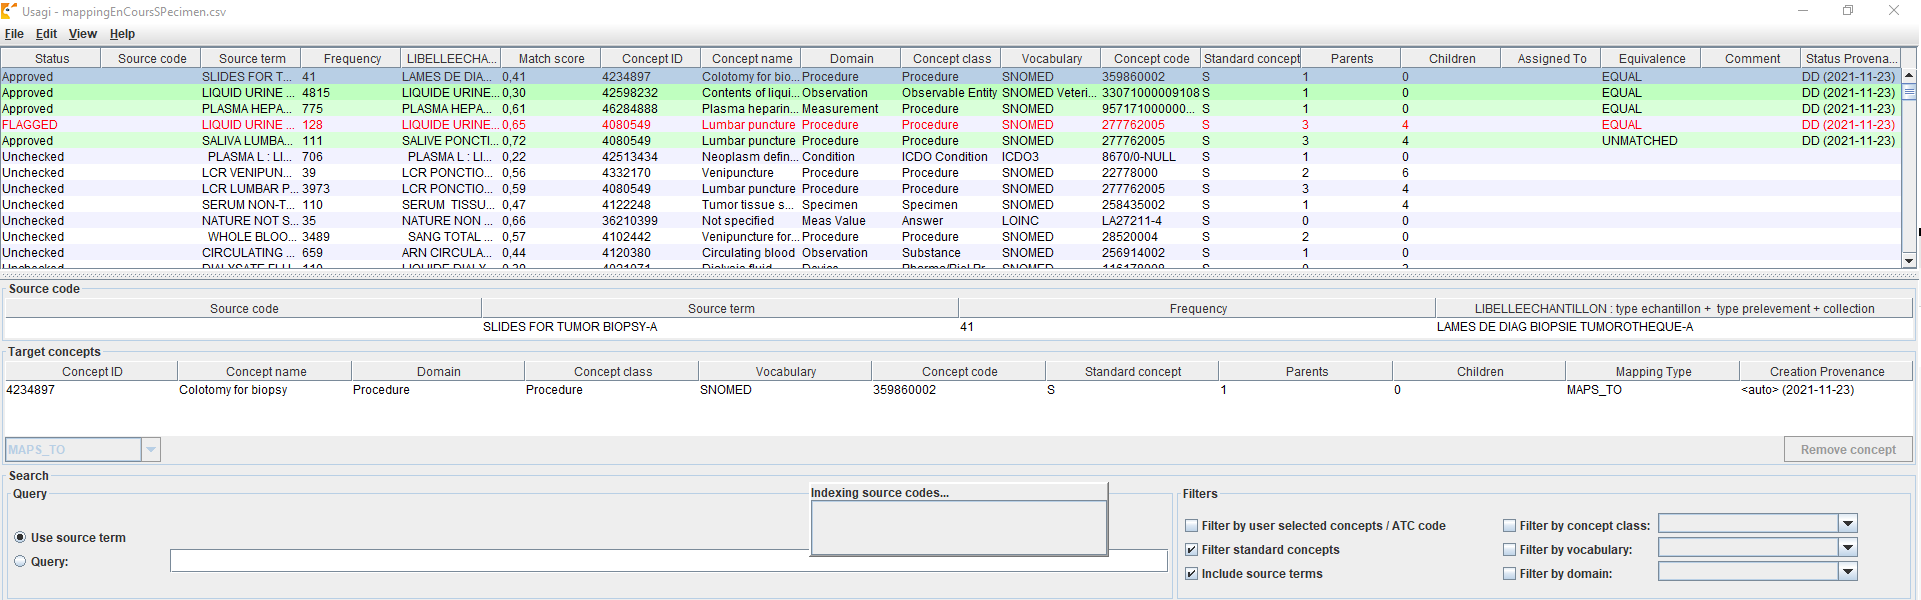 Usagi - mappingEnCoursSPecimen.csv
File Edit View Help
Status Source code Source term Frequency LIBELLEECHA... Match score Concept ID Concept name Domain Concept class Vocabulary Concept code Standard concept Parents Children Assigned To Equivalence Comment Status Provena...
Approved SLIDES FOR T... 41 LAMES DE DIA... 0,41 4234897 Colotomy for bio... Procedure Procedure SNOMED 359860002 S 1 0 EQUAL DD (2021-11-23)
Approved LIQUID URINE ... 4815 LIQUIDE URINE... 0,30 42598232 Contents of liqui... Observation Observable Entity SNOMED Veteri... 33071000009108 S 1 0 EQUAL DD (2021-11-23)
Approved PLASMA HEPA... 775 PLASMA HEPA... 0,61 46284888 Plasma heparin... Measurement Procedure SNOMED 957171000000... S 1 0 EQUAL DD (2021-11-23)
FLAGGED LIQUID URINE ... 128 LIQUIDE URINE... 0,65 4080549 Lumbar puncture Procedure Procedure SNOMED 277762005 S 3 4 EQUAL DD (2021-11-23)
Approved SALIVA LUMBA... 111 SALIVE PONCTI... 0,72 4080549 Lumbar puncture Procedure Procedure SNOMED 277762005 S 3 4 UNMATCHED DD (2021-11-23)
Unchecked PLASMA L : LI... 706 PLASMA L : LI... 0,22 42513434 Neoplasm defin... Condition ICDO Condition ICDO3 8670/0-NULL S 1 0
Unchecked LCR VENIPUN... 39 LCR PONCTIO... 0,56 4332170 Venipuncture Procedure Procedure SNOMED 22778000 S 2 6
Unchecked LCR LUMBAR P... 3973 LCR PONCTIO... 0,59 4080549 Lumbar puncture Procedure Procedure SNOMED 277762005 S 3 4
Unchecked SERUM NON-T... 110 SERUM TISSU... 0,47 4122248 Tumor tissue s... Specimen Specimen SNOMED 258435002 S 1 4
Unchecked NATURE NOT S... 35 NATURE NON ... 0,66 36210399 Not specified Meas Value Answer LOINC LA27211-4 S 0 0
Unchecked WHOLE BLOO... 3489 SANG TOTAL ... 0,57 4102442 Venipuncture for... Procedure Procedure SNOMED 28520004 S 2 0
Unchecked CIRCULATING ... 659 ARN CIRCULA... 0,44 4120380 Circulating blood Observation Substance SNOMED 256914002 S 1 0
Source code
Source code Source term Frequency LIBELLEECHANTILLON : type echantillon + type prelevement + collection
SLIDES FOR TUMOR BIOPSY-A 41 LAMES DE DIAG BIOPSIE TUMOROTHEQUE-A
Target concepts
Concept ID Concept name Domain Concept class Vocabulary Concept code Standard concept Parents Children Mapping Type Creation Provenance
4234897 Colotomy for biopsy Procedure Procedure SNOMED 359860002 S 1 0 MAPS_TO <auto> (2021-11-23)
MAPS_TO Remove concept
Search
Query
Indexing source codes...
Use source term
Query:
Filters
Filter by user selected concepts / ATC code Filter by concept class:
Filter standard concepts Filter by vocabulary:
Include source terms Filter by domain: